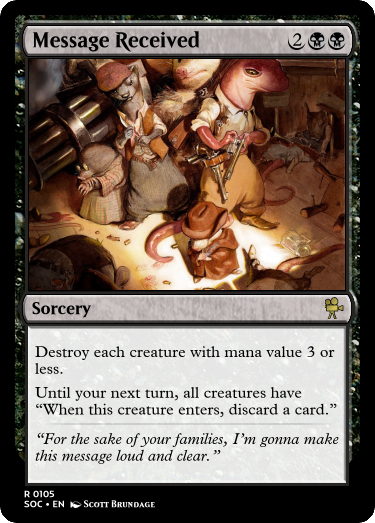 Message Received 2
Sorcery
Destroy each creature with mana value 3 or
less.
Until your next turn, all creatures have
“When this creature enters, discard a card.”
“For the sake of your families, I’m gonna make
this message loud and clear.”
R 0105
SOC • EN Scott Brundage